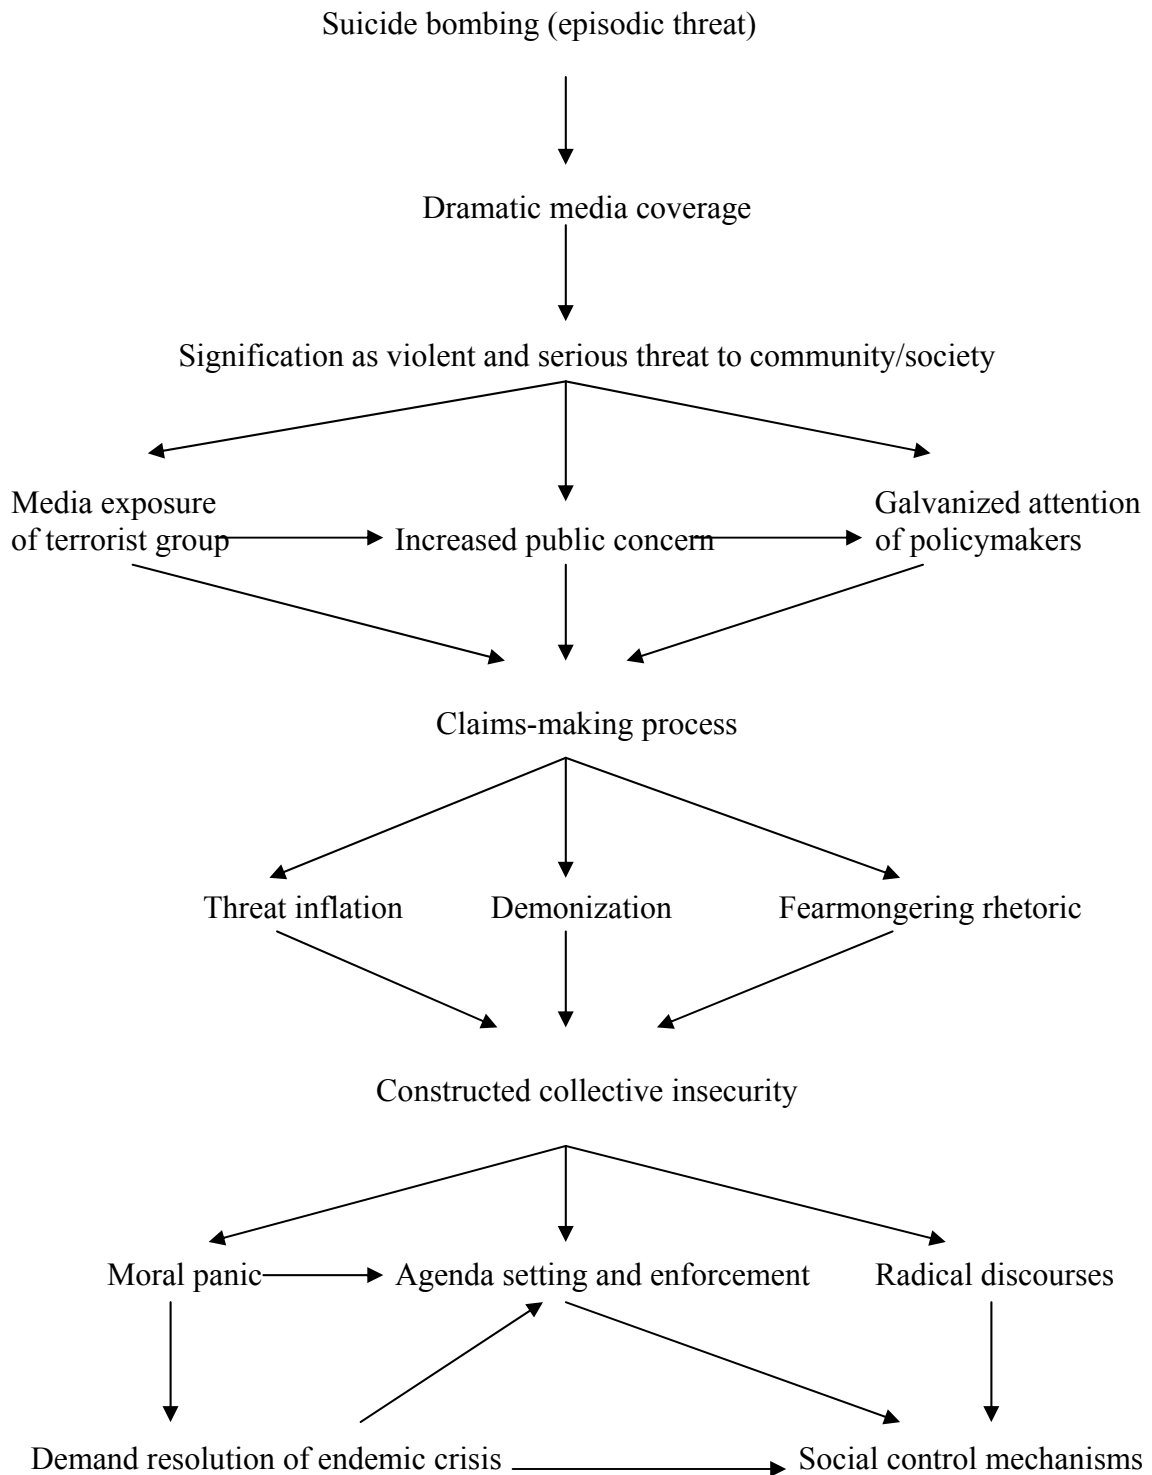 Suicide bombing (episodic threat)
Dramatic media coverage
Signification as violent and serious threat to community/society
Media exposure
of terrorist group
Increased public concern
Galvanized attention
of policymakers
Claims-making process
Threat inflation
Demonization
Fearmongering rhetoric
Constructed collective insecurity
Moral panic
Agenda setting and enforcement
Radical discourses
Demand resolution of endemic crisis
Social control mechanisms